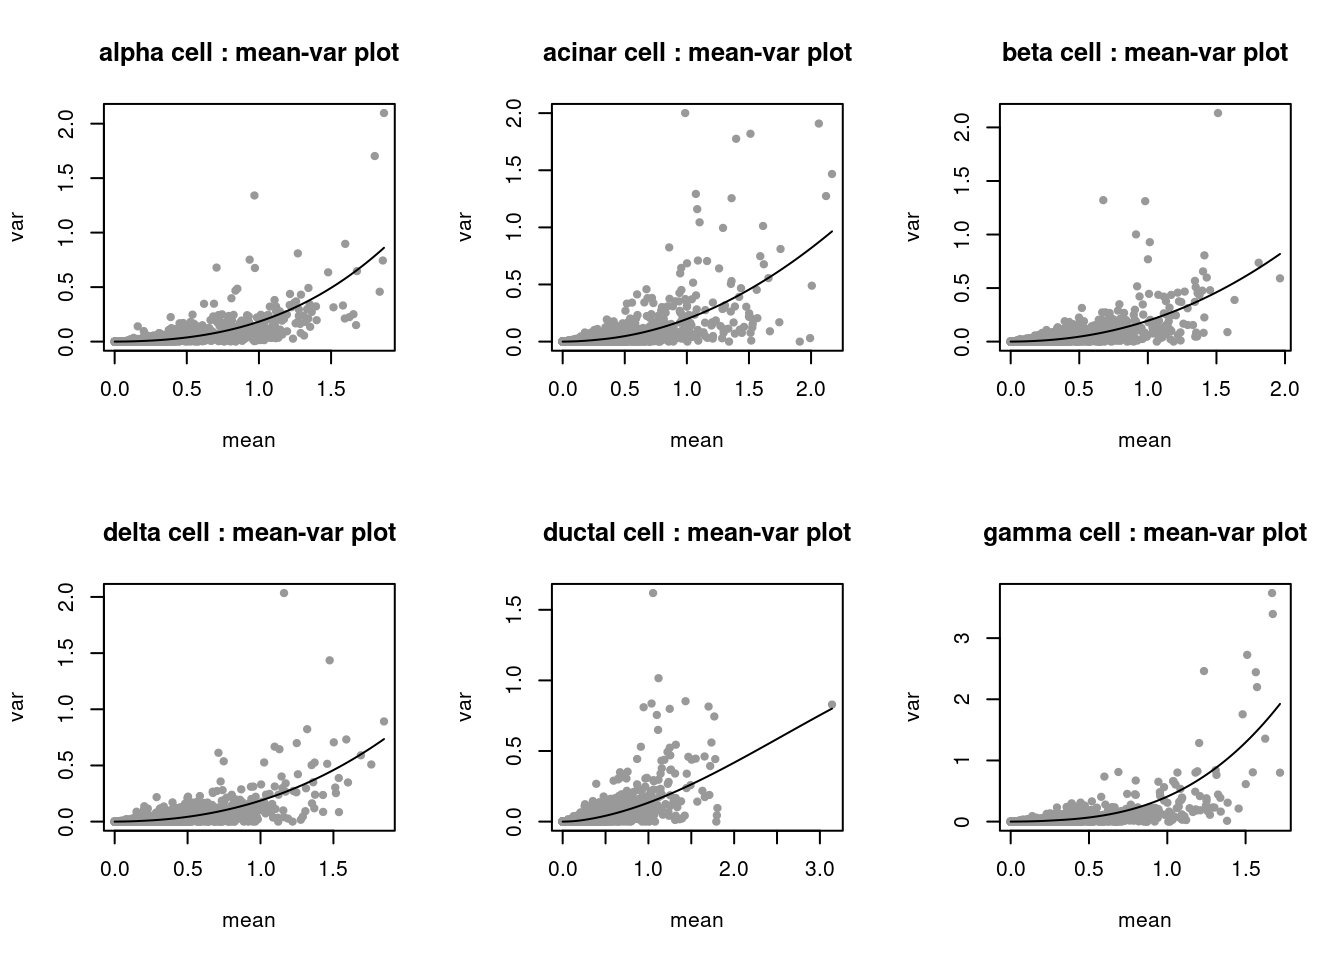 alpha cell : mean-var plot
var
0.0 0.5 1.0 1.5 2.0
0.0 0.5 1.0 1.5
mean
acinar cell : mean-var plot
var
0.0 0.5 1.0 1.5 2.0
0.0 0.5 1.0 1.5 2.0
mean
beta cell : mean-var plot
var
0.0 0.5 1.0 1.5 2.0
0.0 0.5 1.0 1.5 2.0
mean
delta cell : mean-var plot
var
0.0 0.5 1.0 1.5 2.0
0.0 0.5 1.0 1.5
mean
ductal cell : mean-var plot
var
0.0 0.5 1.0 1.5
0.0 1.0 2.0 3.0
mean
gamma cell : mean-var plot
var
0 1 2 3
0.0 0.5 1.0 1.5
mean